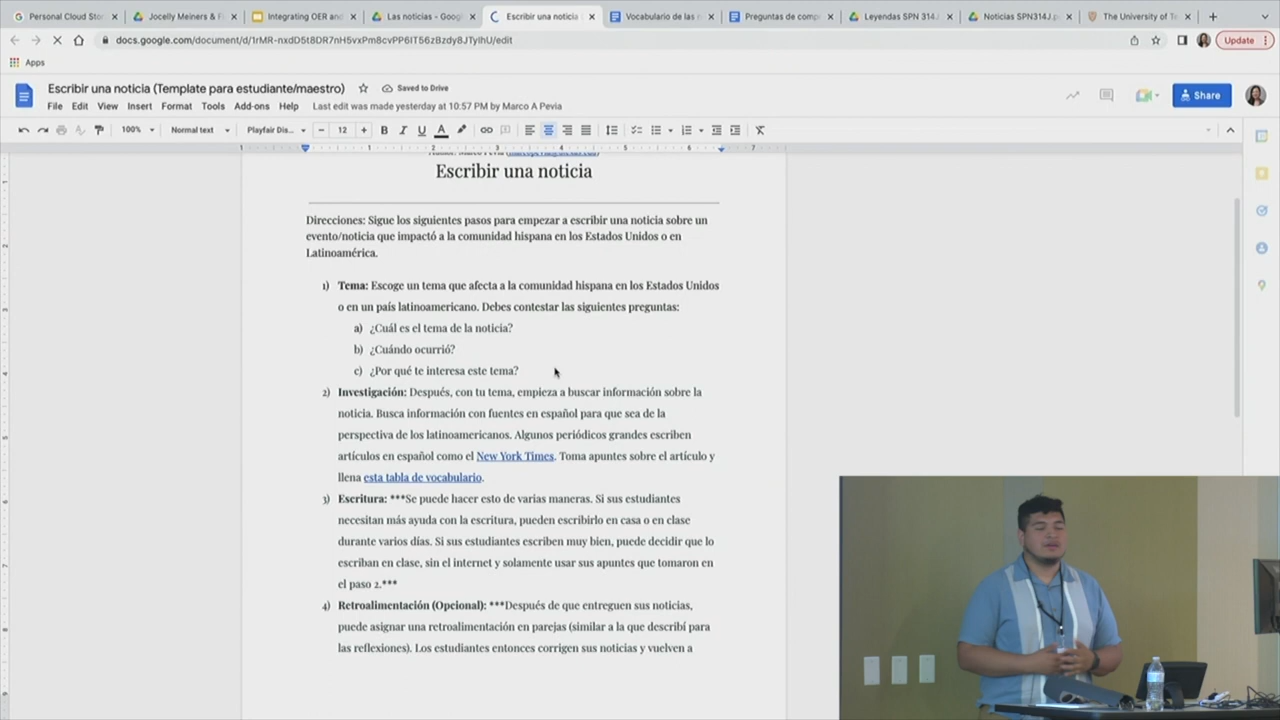 Personal Cloud Stor
Jocelly Meiners & F
Integrating OER and
Las noticias - Googl
Escribir una noticia
Vocabulario de las n
Preguntas de comp
Leyendas SPN 314
Noticias SPN314J.p
The University of Te
docs.google.com/document/d/1rMR-nxdD5t8DR7nH5vxPm8cvPP6IT56zBzdy8JTyIhU/edit
Update
Apps
Escribir una noticia (Template para estudiante/maestro)
Saved to Drive
File Edit View Insert Format Tools Add-ons Help Last edit was made yesterday at 10:57 PM by Marco A Pevia
Share
100% Normal text Playfair Dis... 12
Escribir una noticia
Direcciones: Sigue los siguientes pasos para empezar a escribir una noticia sobre un
evento/noticia que impactó a la comunidad hispana en los Estados Unidos o en
Latinoamérica.
1) Tema: Escoge un tema que afecta a la comunidad hispana en los Estados Unidos
o en un país latinoamericano. Debes contestar las siguientes preguntas:
a) ¿Cuál es el tema de la noticia?
b) ¿Cuándo ocurrió?
c) ¿Por qué te interesa este tema?
2) Investigación: Después, con tu tema, empieza a buscar información sobre la
noticia. Busca información con fuentes en español para que sea de la
perspectiva de los latinoamericanos. Algunos periódicos grandes escriben
artículos en español como el New York Times. Toma apuntes sobre el artículo y
llena esta tabla de vocabulario.
3) Escritura: ***Se puede hacer esto de varias maneras. Si sus estudiantes
necesitan más ayuda con la escritura, pueden escribirlo en casa o en clase
durante varios días. Si sus estudiantes escriben muy bien, puede decidir que lo
escriban en clase, sin el internet y solamente usar sus apuntes que tomaron en
el paso 2.***
4) Retroalimentación (Opcional): ***Después de que entreguen sus noticias,
puede asignar una retroalimentación en parejas (similar a la que describí para
las reflexiones). Los estudiantes entonces corrigen sus noticias y vuelven a